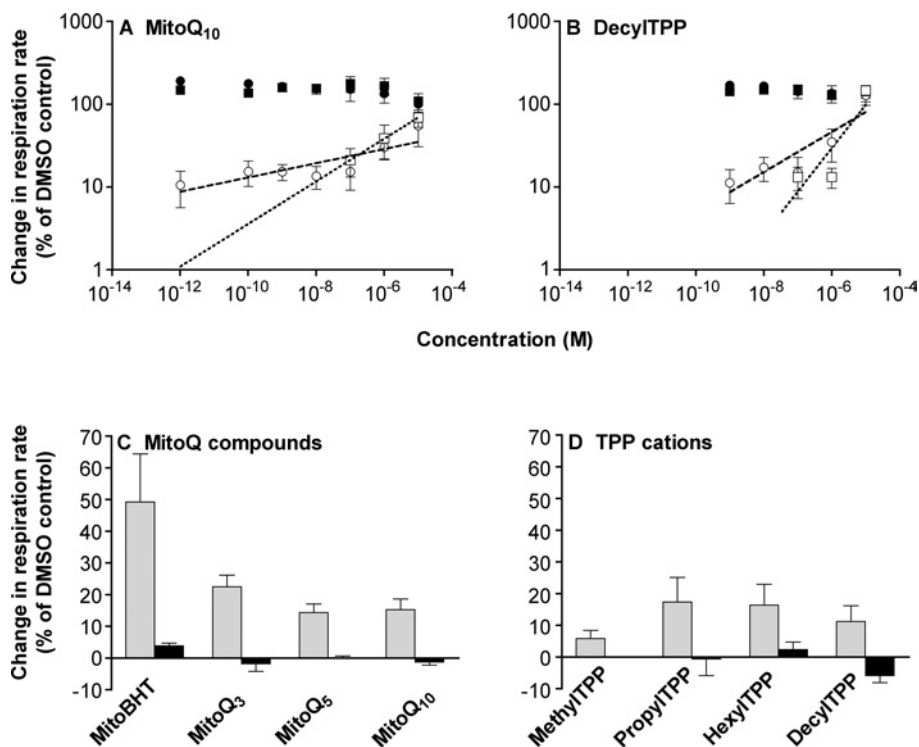 A MitoQ₁₀
B DecylTPP
Change in respiration rate
(% of DMSO control)
1000
100
10
1
1000
100
10
1
10⁻¹⁴ 10⁻¹² 10⁻¹⁰ 10⁻⁸ 10⁻⁶ 10⁻⁴
10⁻¹⁴ 10⁻¹² 10⁻¹⁰ 10⁻⁸ 10⁻⁶ 10⁻⁴
Concentration (M)
C MitoQ compounds
D TPP cations
Change in respiration rate
(% of DMSO control)
70
60
50
40
30
20
10
0
-10
70
60
50
40
30
20
10
0
-10
MitoBHT MitoQ₃ MitoQ₅ MitoQ₁₀
MethylTPP PropylTPP HexylTPP DecylTPP